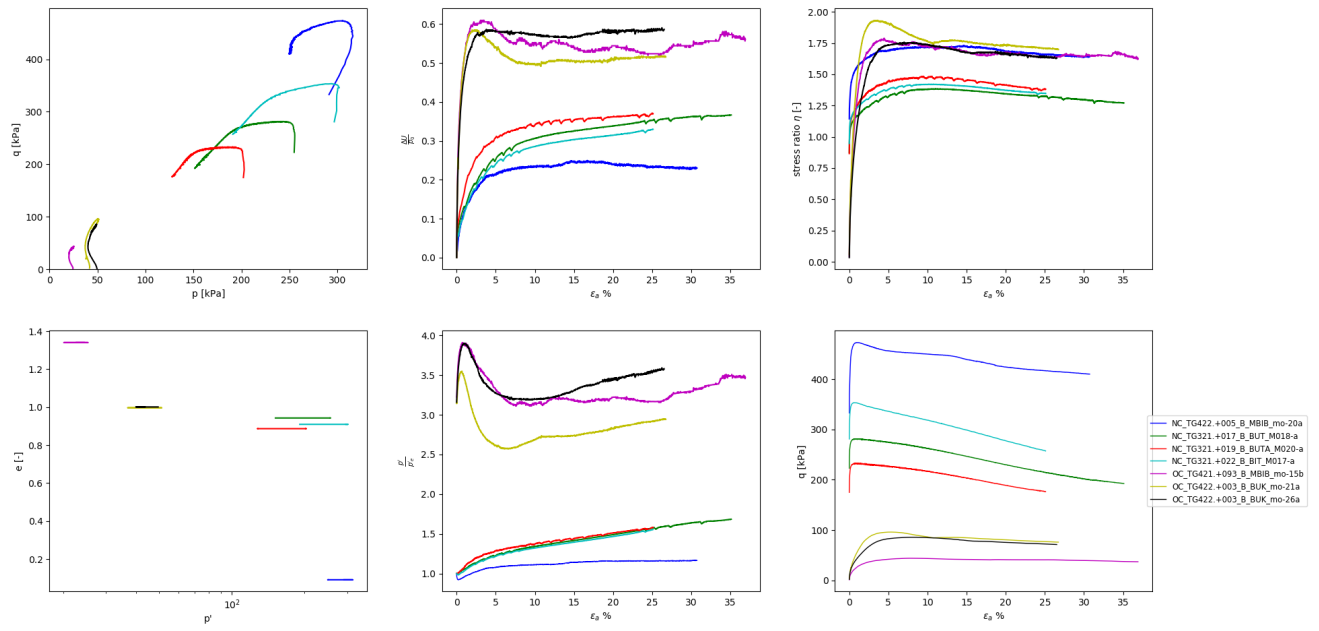 q [kPa]
400
300
200
100
0
0 50 100 150 200 250 300
p [kPa]
ΔU/p₀
0.6
0.5
0.4
0.3
0.2
0.1
0.0
0 5 10 15 20 25 30 35
εₐ %
stress ratio η [-]
2.00
1.75
1.50
1.25
1.00
0.75
0.50
0.25
0.00
0 5 10 15 20 25 30 35
εₐ %
e [-]
1.4
1.2
1.0
0.8
0.6
0.4
0.2
10²
p'
4.0
3.5
3.0
2.5
2.0
1.5
1.0
0 5 10 15 20 25 30 35
εₐ %
q [kPa]
400
300
200
100
0
0 5 10 15 20 25 30 35
εₐ %
NC_TG422.+005_B_MBIB_mo-20a
NC_TG321.+017_B_BUT_M018-a
NC_TG321.+019_B_BUTA_M020-a
NC_TG321.+022_B_BIT_M017-a
OC_TG421.+093_B_MBIB_mo-15b
OC_TG422.+003_B_BUK_mo-21a
OC_TG422.+003_B_BUK_mo-26a